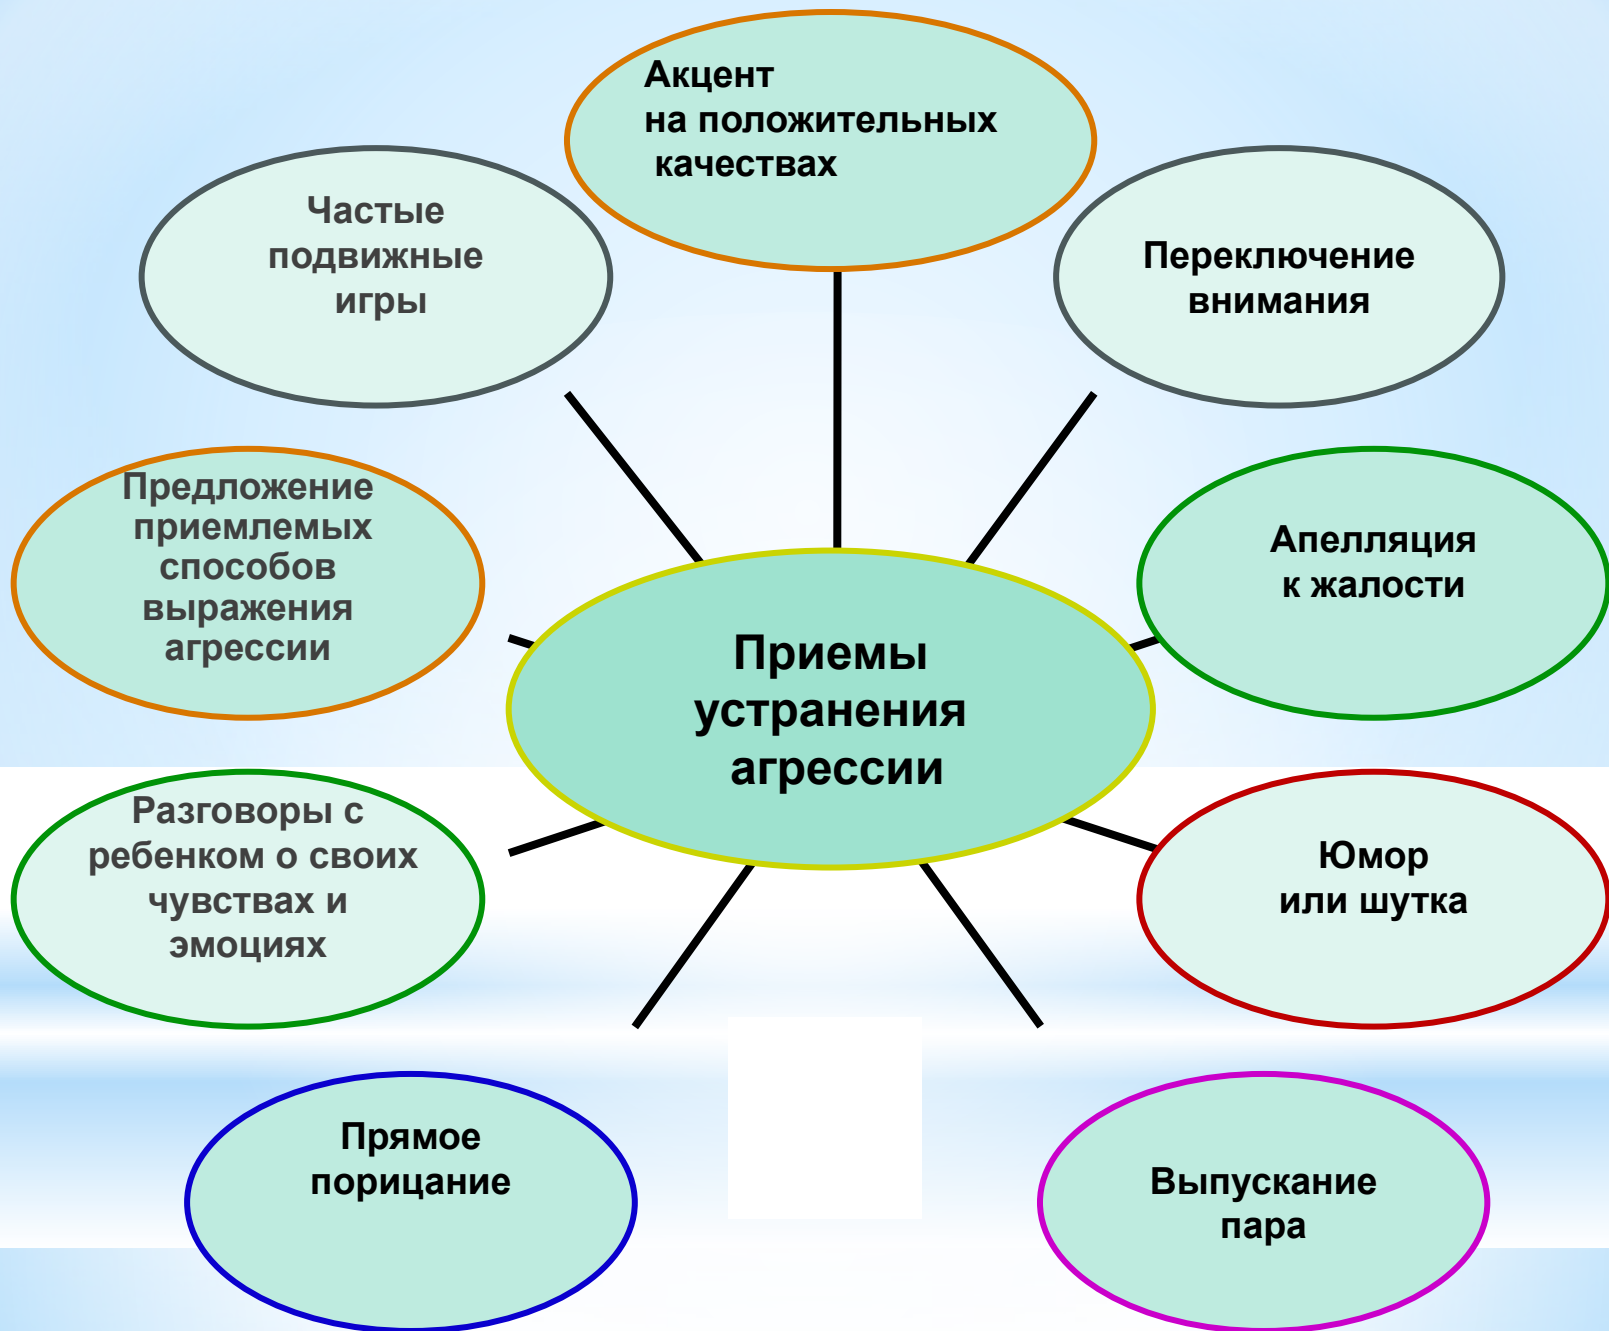 Акцент
на положительных
качествах
Частые
подвижные
игры
Переключение
внимания
Предложение
приемлемых
способов
выражения
агрессии
Апелляция
к жалости
Приемы
устранения
агрессии
Разговоры с
ребенком о своих
чувствах и
эмоциях
Юмор
или шутка
Прямое
порицание
Выпускание
пара